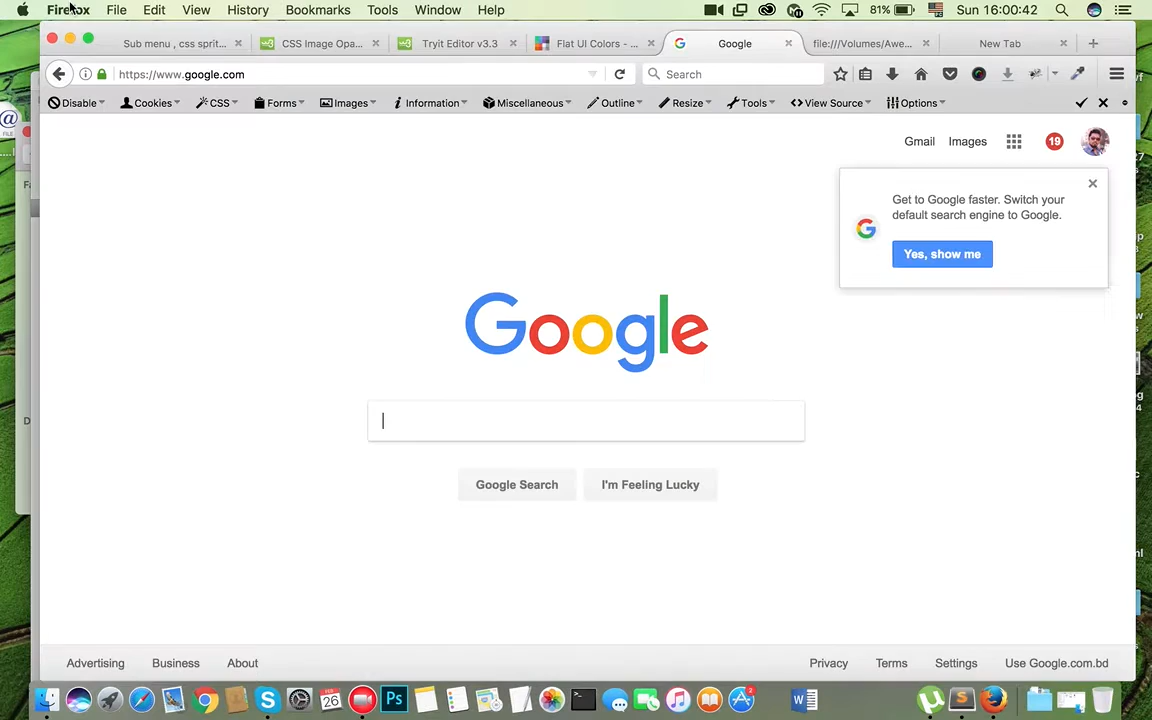 Firefox File Edit View History Bookmarks Tools Window Help 81% Sun 16:00:42
Sub menu , css sprit... CSS Image Opa... Tryit Editor v3.3 Flat UI Colors - ... Google file:///Volumes/Awe... New Tab
https://www.google.com Search
Disable Cookies CSS Forms Images Information Miscellaneous Outline Resize Tools View Source Options
Gmail Images 19
Get to Google faster. Switch your
default search engine to Google.
Yes, show me
Google
Google Search I'm Feeling Lucky
Advertising Business About Privacy Terms Settings Use Google.com.bd
FEB
26
Ps
2